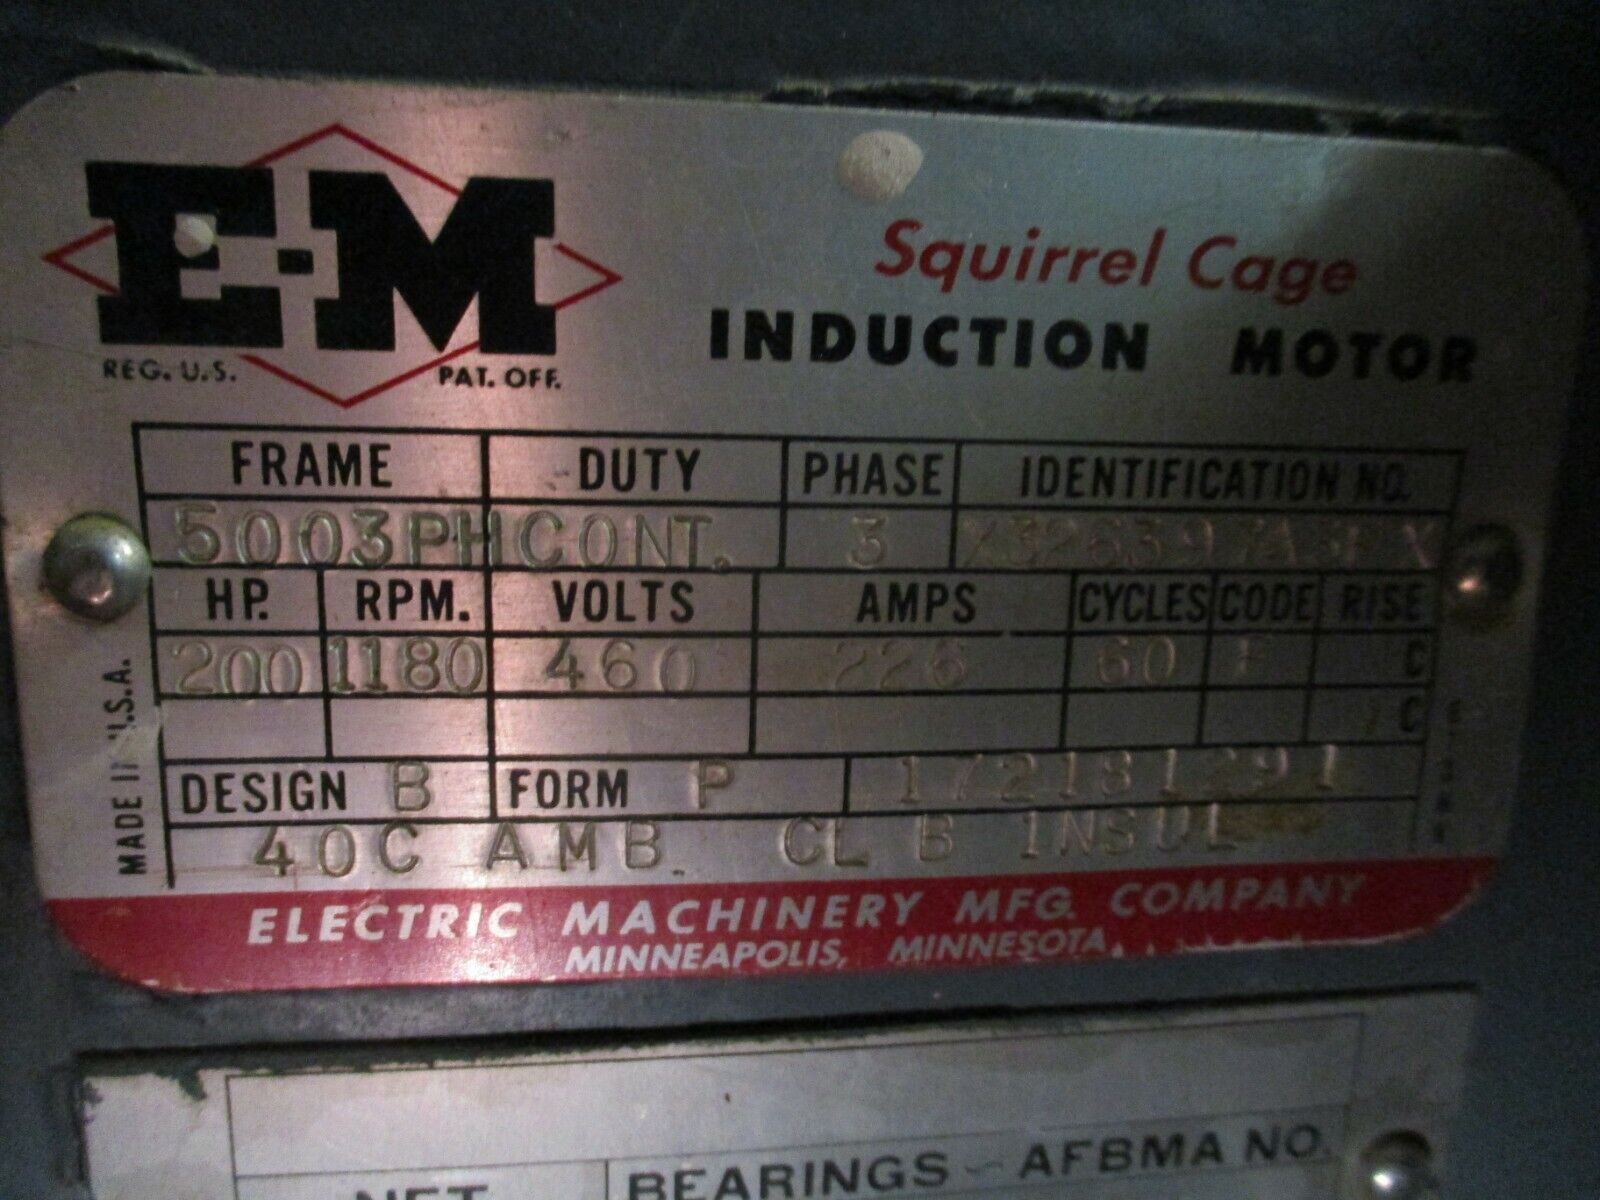 E-M
REG. U.S. PAT. OFF.
Squirrel Cage
INDUCTION MOTOR
FRAME DUTY PHASE IDENTIFICATION NO.
5003PH CONT. 3
HP. RPM. VOLTS AMPS CYCLES CODE RISE
200 1180 460 226 60 F C
C
DESIGN B FORM P 172181291
40C AMB. CL B INSUL
MADE IN U.S.A.
ELECTRIC MACHINERY MFG. COMPANY
MINNEAPOLIS, MINNESOTA
BEARINGS - AFBMA NO.
NET